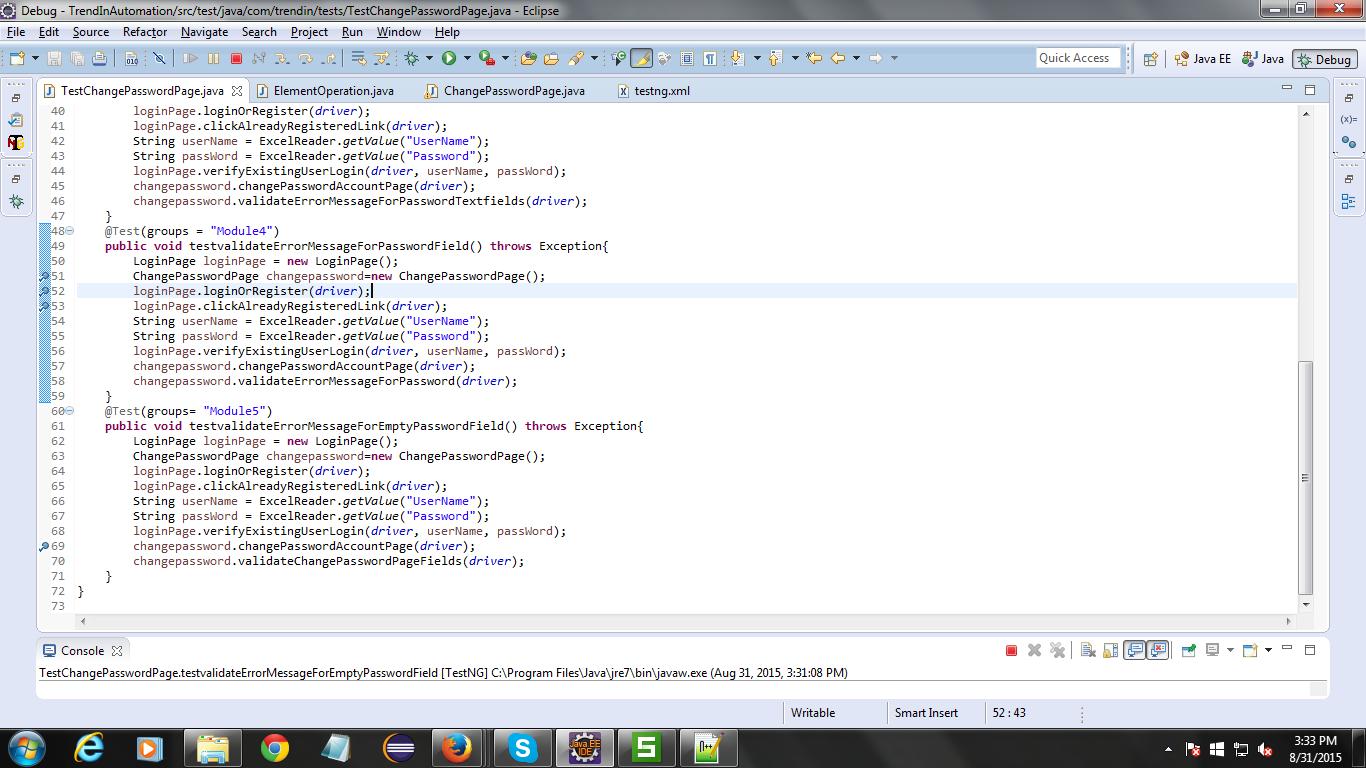 Debug - TrendInAutomation/src/test/java/com/trendin/tests/TestChangePasswordPage.java - Eclipse
File Edit Source Refactor Navigate Search Project Run Window Help
Quick Access Java EE Java Debug
TestChangePasswordPage.java ElementOperation.java ChangePasswordPage.java testng.xml
40 loginPage.loginOrRegister(driver);
41 loginPage.clickAlreadyRegisteredLink(driver);
42 String userName = ExcelReader.getValue("UserName");
43 String passWord = ExcelReader.getValue("Password");
44 loginPage.verifyExistingUserLogin(driver, userName, passWord);
45 changepassword.changePasswordAccountPage(driver);
46 changepassword.validateErrorMessageForPasswordTextfields(driver);
47 }
48 @Test(groups = "Module4")
49 public void testvalidateErrorMessageForPasswordField() throws Exception{
50 LoginPage loginPage = new LoginPage();
51 ChangePasswordPage changepassword=new ChangePasswordPage();
52 loginPage.loginOrRegister(driver);
53 loginPage.clickAlreadyRegisteredLink(driver);
54 String userName = ExcelReader.getValue("UserName");
55 String passWord = ExcelReader.getValue("Password");
56 loginPage.verifyExistingUserLogin(driver, userName, passWord);
57 changepassword.changePasswordAccountPage(driver);
58 changepassword.validateErrorMessageForPassword(driver);
59 }
60 @Test(groups= "Module5")
61 public void testvalidateErrorMessageForEmptyPasswordField() throws Exception{
62 LoginPage loginPage = new LoginPage();
63 ChangePasswordPage changepassword=new ChangePasswordPage();
64 loginPage.loginOrRegister(driver);
65 loginPage.clickAlreadyRegisteredLink(driver);
66 String userName = ExcelReader.getValue("UserName");
67 String passWord = ExcelReader.getValue("Password");
68 loginPage.verifyExistingUserLogin(driver, userName, passWord);
69 changepassword.changePasswordAccountPage(driver);
70 changepassword.validateChangePasswordPageFields(driver);
71 }
72 }
73
Console
TestChangePasswordPage.testvalidateErrorMessageForEmptyPasswordField [TestNG] C:\Program Files\Java\jre7\bin\javaw.exe (Aug 31, 2015, 3:31:08 PM)
Writable Smart Insert 52 : 43
3:33 PM
8/31/2015